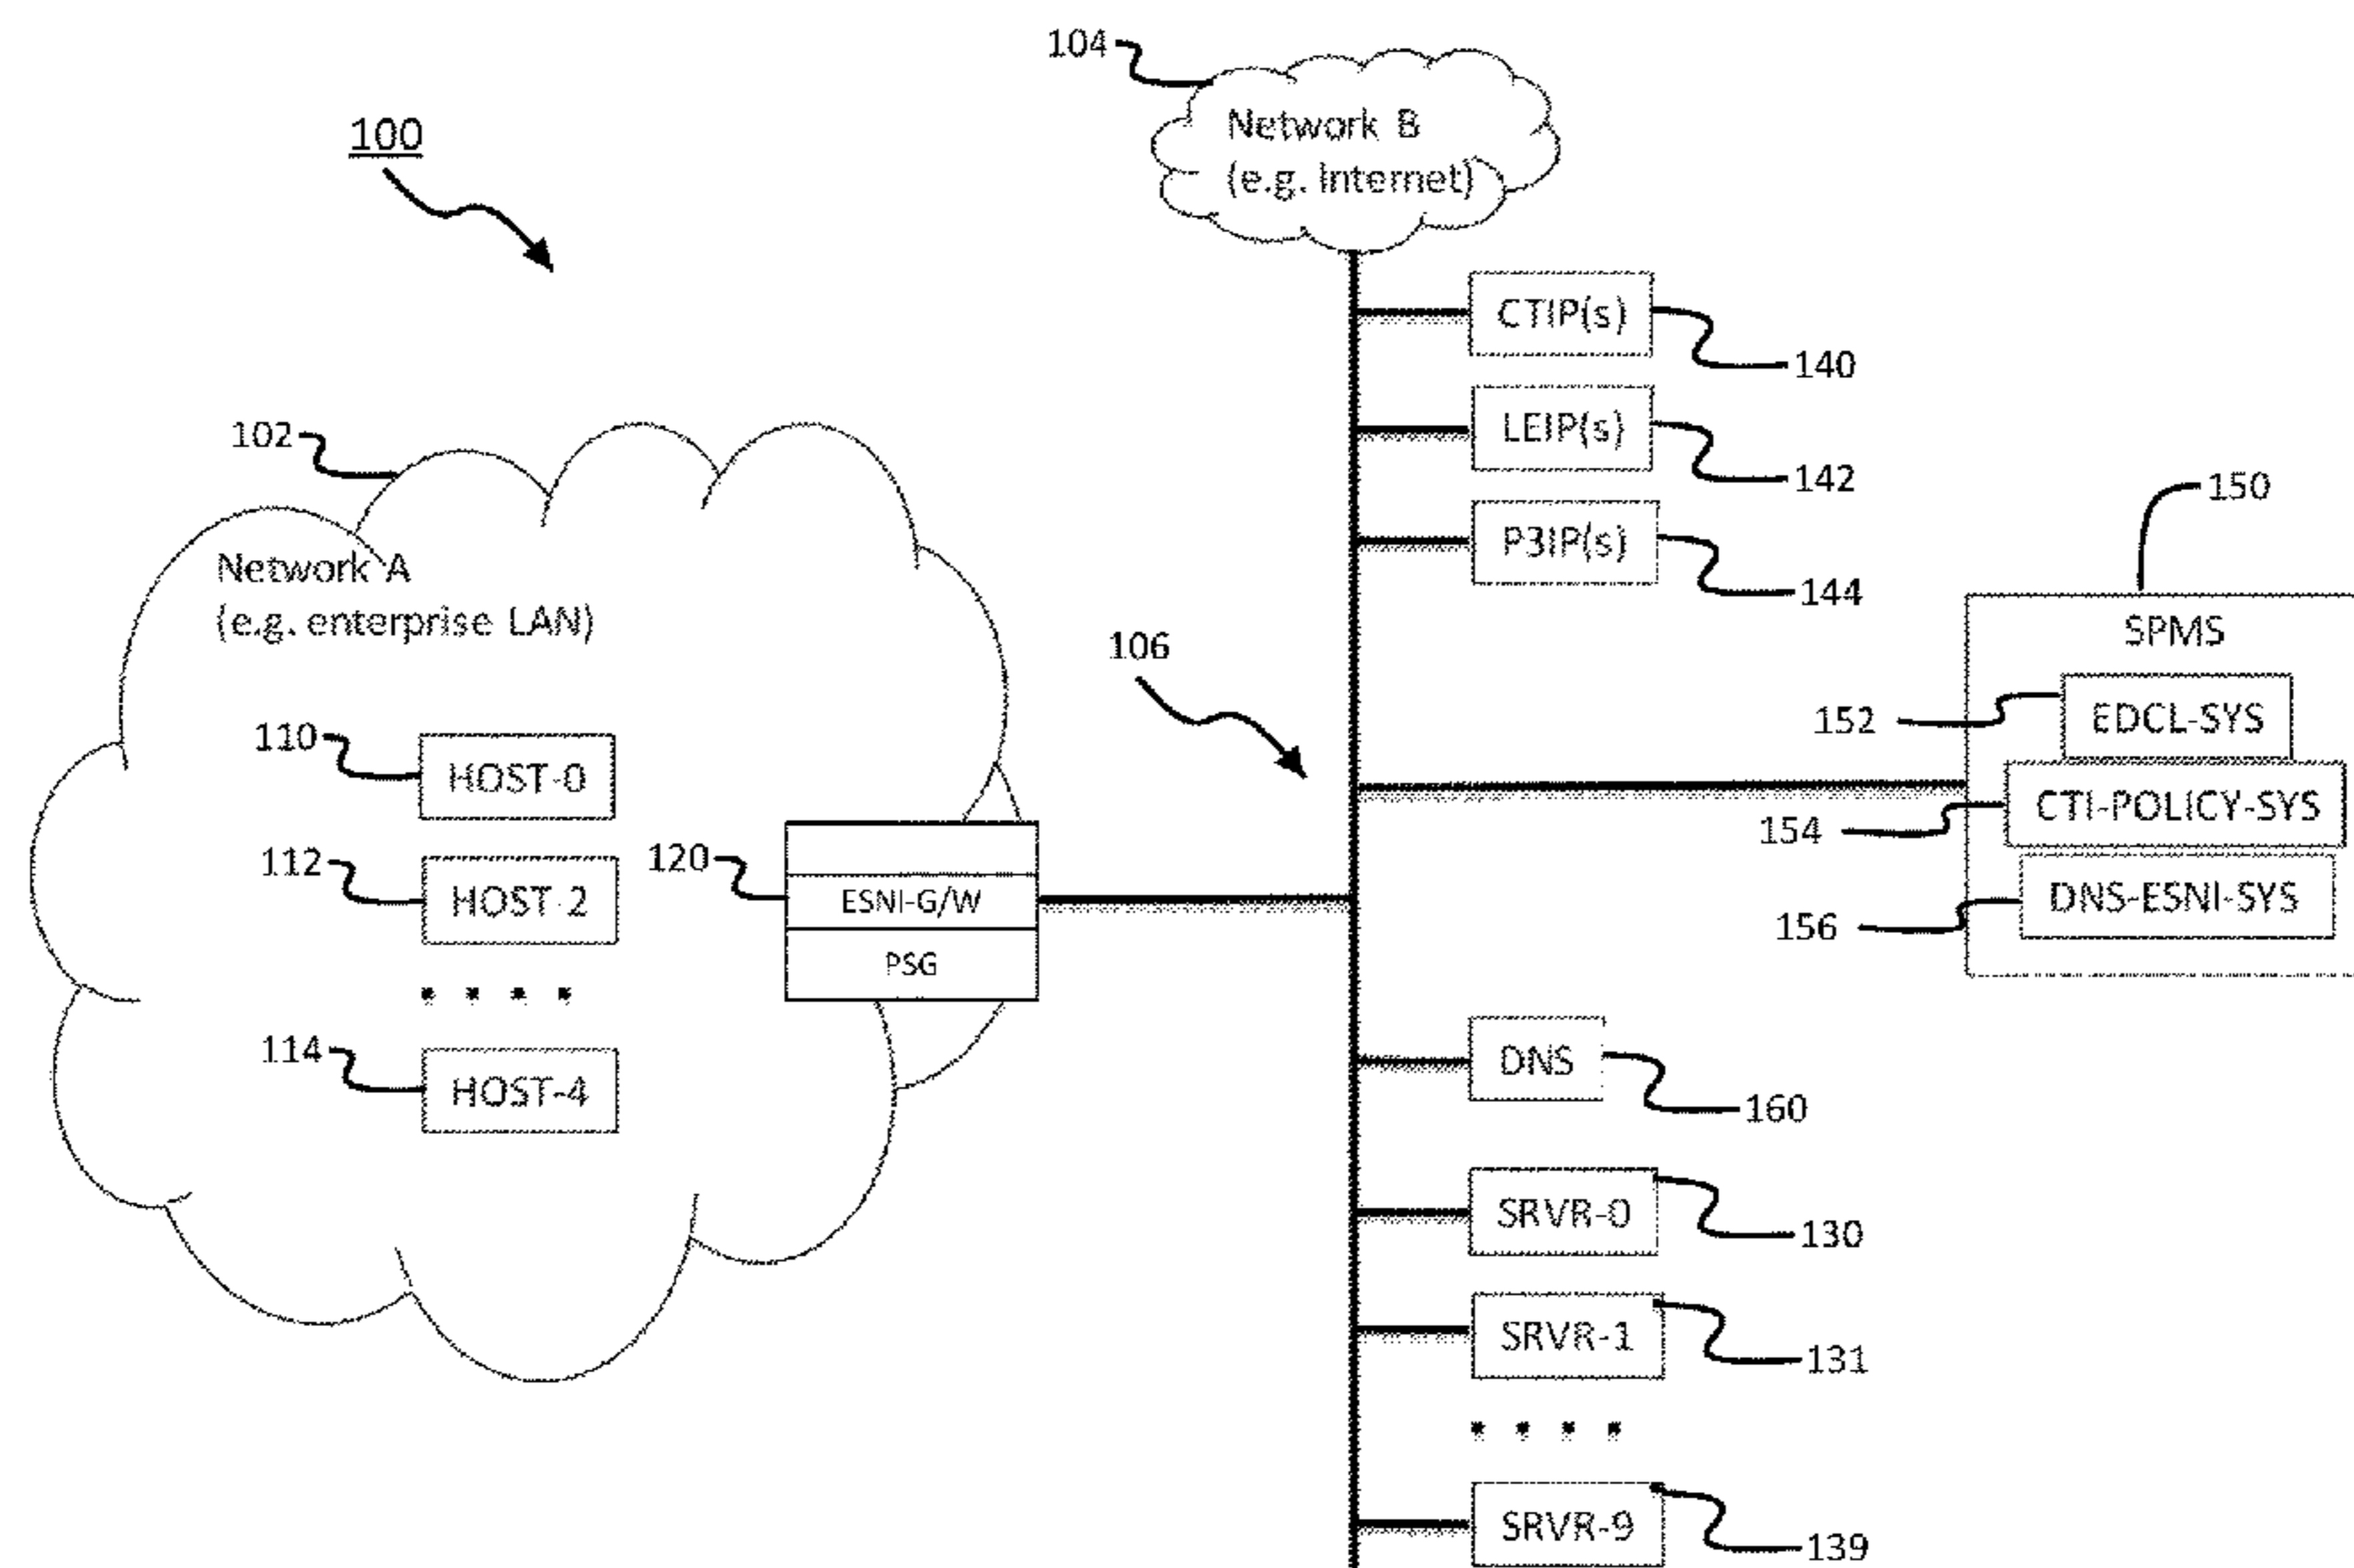 104
Network B
(e.g. Internet)
100
CTIP(s)
140
LEIP(s)
142
P3IP(s)
144
102
Network A
(e.g. enterprise LAN)
106
150
SPMS
152
EDCL-SYS
154
CTI-POLICY-SYS
156
DNS-ESNI-SYS
110
HOST-0
112
HOST-2
114
HOST-4
120
ESNI-G/W
PSG
DNS
160
SRVR-0
130
SRVR-1
131
SRVR-9
139